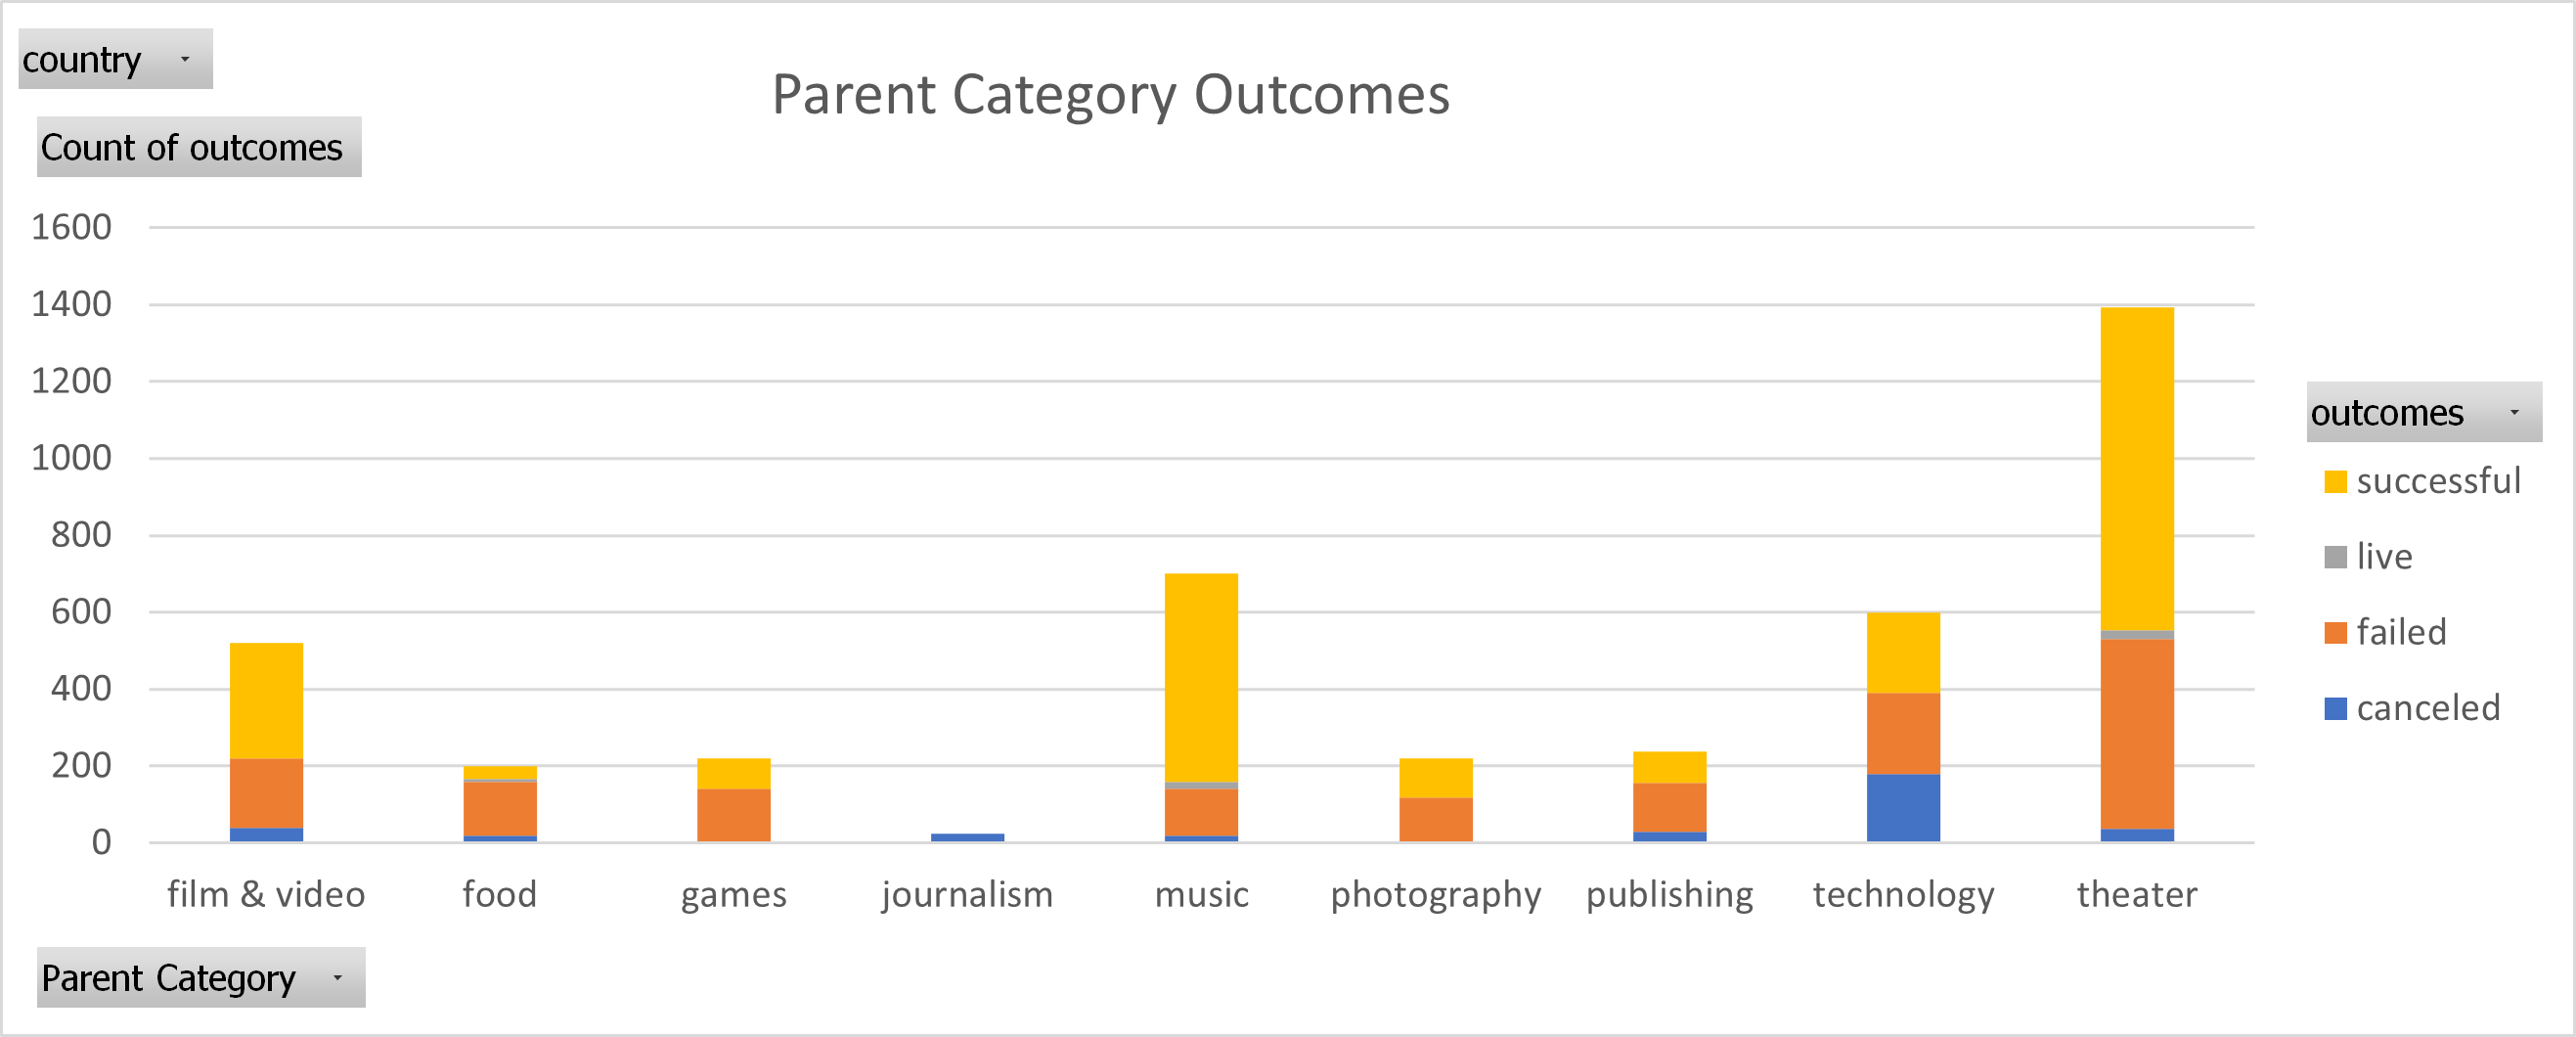 country
Parent Category Outcomes
Count of outcomes
1600
1400
1200
1000
800
600
400
200
0
film & video food games journalism music photography publishing technology theater
outcomes
successful
live
failed
canceled
Parent Category